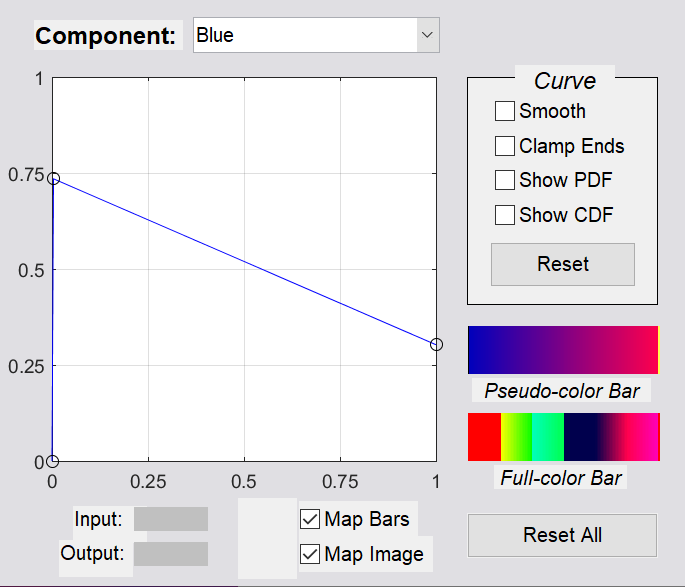 Component: Blue
Curve
Smooth
Clamp Ends
Show PDF
Show CDF
Reset
1
0.75
0.5
0.25
0
0 0.25 0.5 0.75 1
Pseudo-color Bar
Full-color Bar
Input:
Output:
Map Bars
Map Image
Reset All